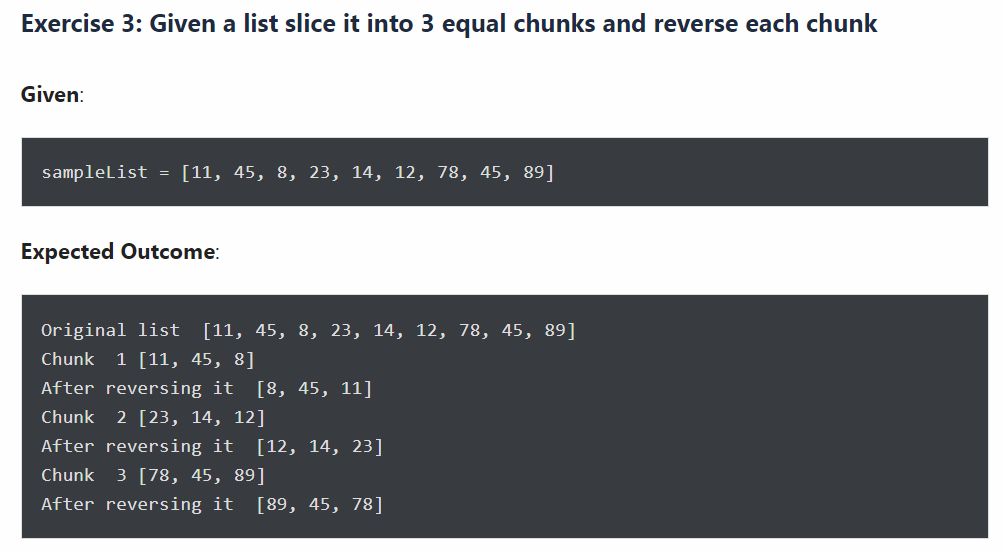 Exercise 3: Given a list slice it into 3 equal chunks and reverse each chunk
Given:
sampleList = [11, 45, 8, 23, 14, 12, 78, 45, 89]
Expected Outcome:
Original list  [11, 45, 8, 23, 14, 12, 78, 45, 89]
Chunk  1 [11, 45, 8]
After reversing it  [8, 45, 11]
Chunk  2 [23, 14, 12]
After reversing it  [12, 14, 23]
Chunk  3 [78, 45, 89]
After reversing it  [89, 45, 78]